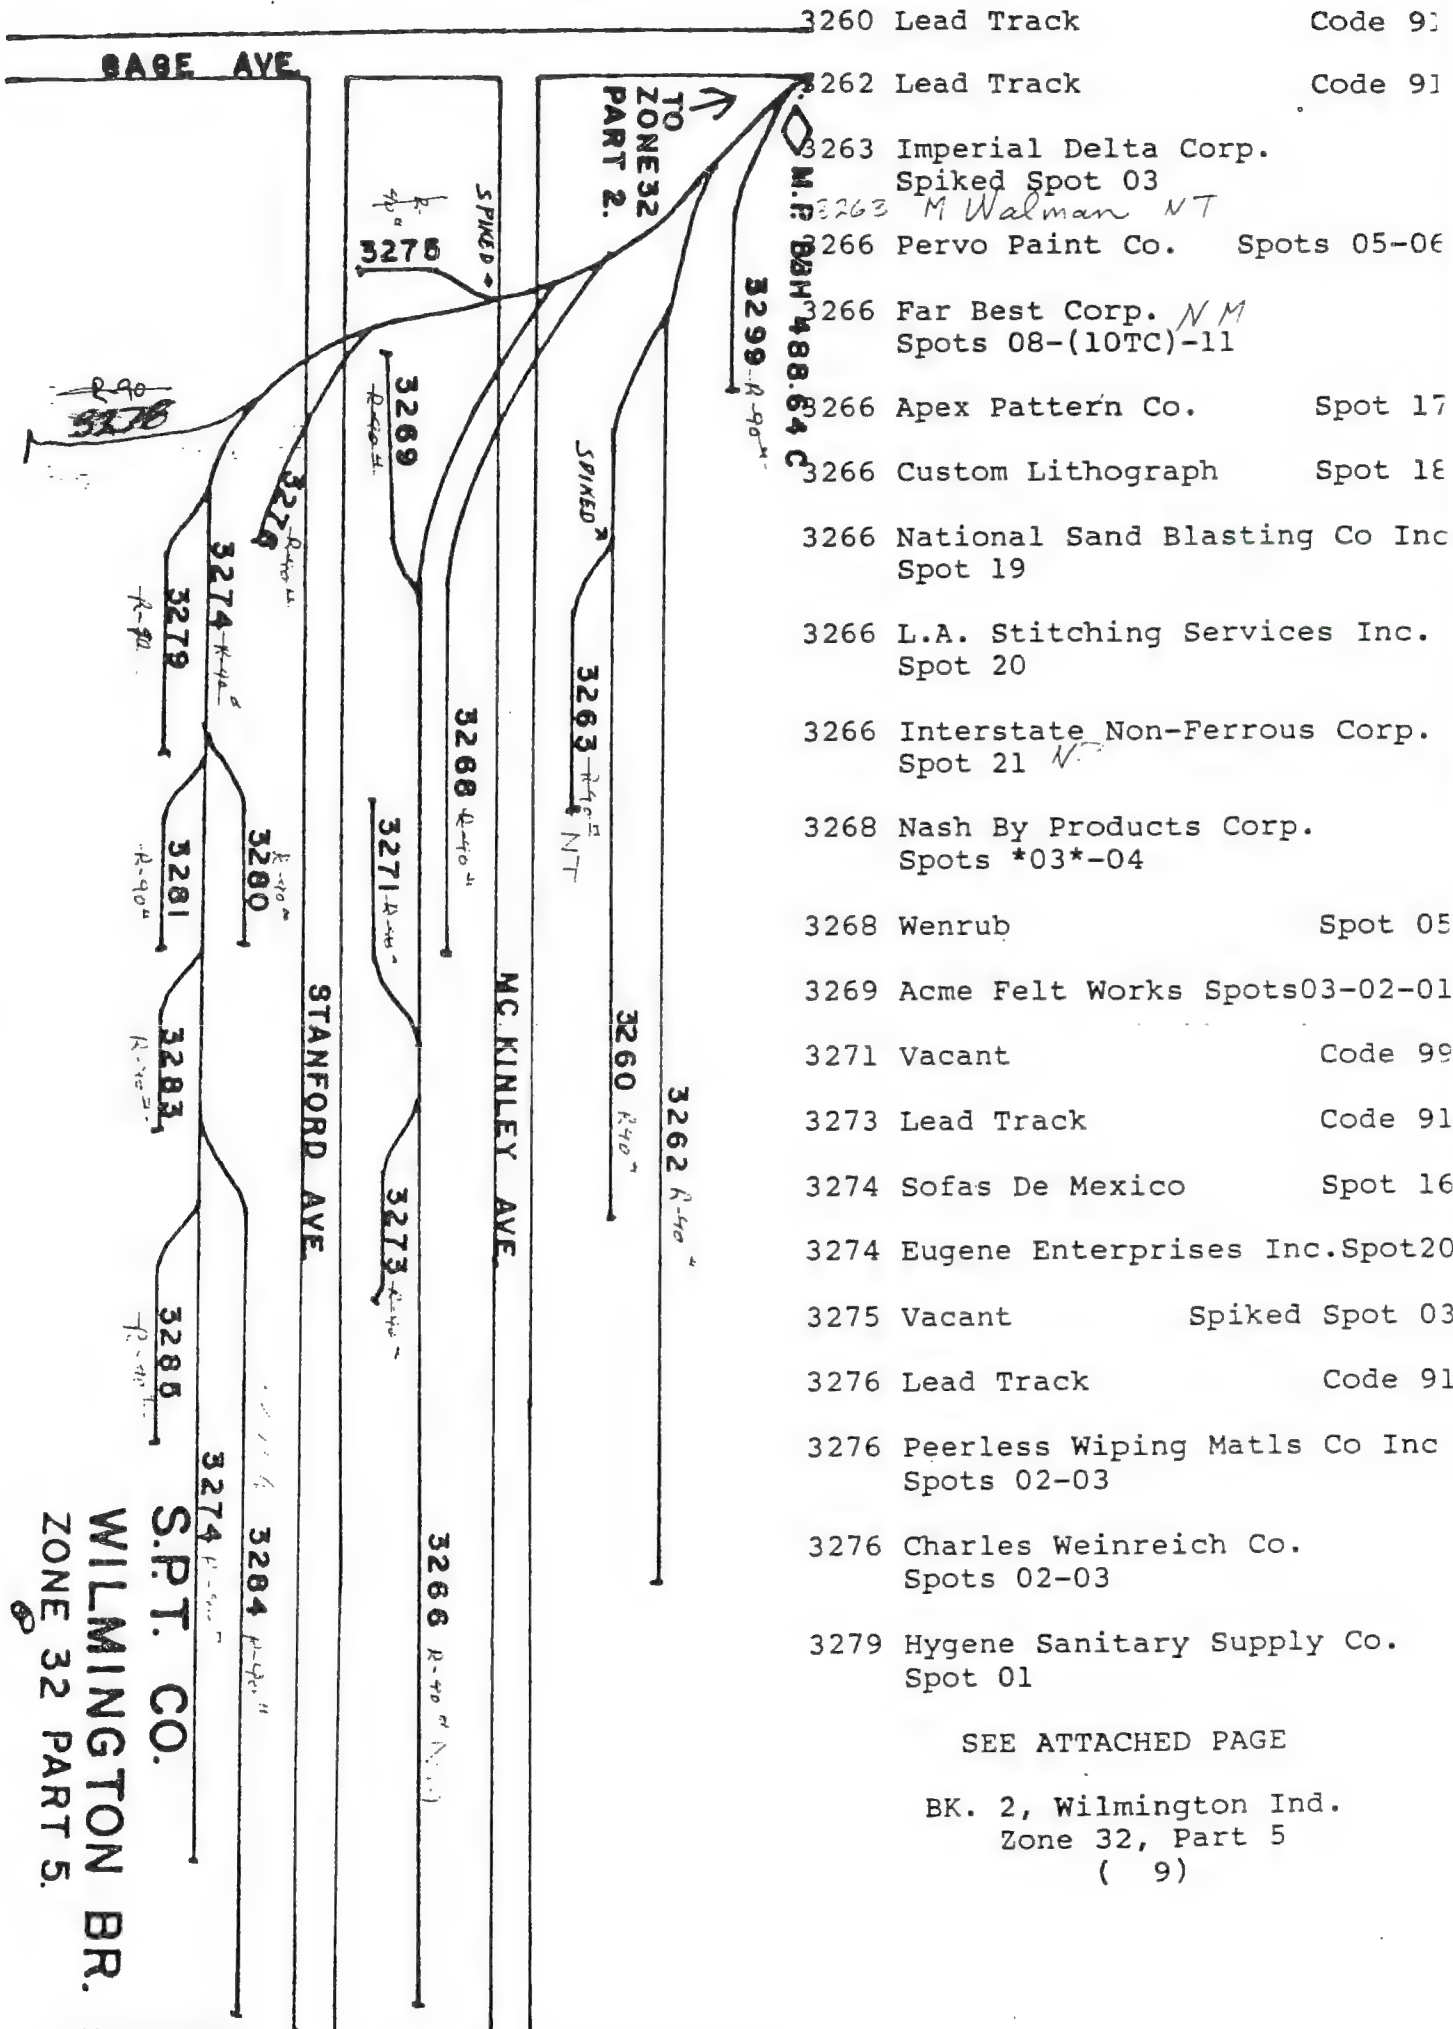 GAGE AVE.
TO
ZONE 32
PART 2.
M.P. BBH 488.64 C
SPIKED
3275
3299 R-90"
3269
3278
SPIKED
3274
3279
3263 NT
3268 R-90"
3271
3280
3281 R-90"
STANFORD AVE.
MC KINLEY AVE.
3260 R-90"
3262 R-90"
3283
3273
3285
3274
3284
3266 R-90"
S.P.T. CO.
WILMINGTON BR.
ZONE 32 PART 5.
3260 Lead Track Code 91
3262 Lead Track Code 91
3263 Imperial Delta Corp.
Spiked Spot 03
3263 M Walman NT
3266 Pervo Paint Co. Spots 05-06
3266 Far Best Corp. NM
Spots 08-(10TC)-11
3266 Apex Pattern Co. Spot 17
3266 Custom Lithograph Spot 18
3266 National Sand Blasting Co Inc
Spot 19
3266 L.A. Stitching Services Inc.
Spot 20
3266 Interstate Non-Ferrous Corp.
Spot 21
3268 Nash By Products Corp.
Spots *03*-04
3268 Wenrub Spot 05
3269 Acme Felt Works Spots03-02-01
3271 Vacant Code 99
3273 Lead Track Code 91
3274 Sofas De Mexico Spot 16
3274 Eugene Enterprises Inc.Spot20
3275 Vacant Spiked Spot 03
3276 Lead Track Code 91
3276 Peerless Wiping Matls Co Inc
Spots 02-03
3276 Charles Weinreich Co.
Spots 02-03
3279 Hygene Sanitary Supply Co.
Spot 01
SEE ATTACHED PAGE
BK. 2, Wilmington Ind.
Zone 32, Part 5
( 9)